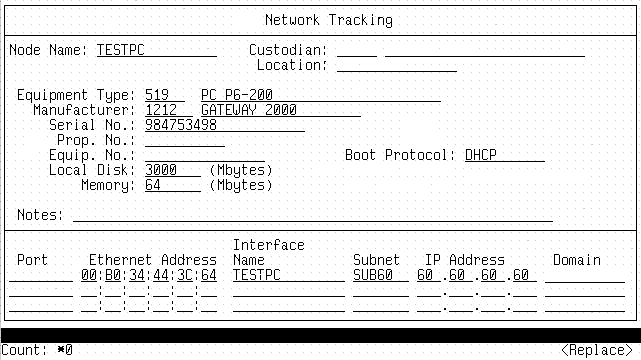 Network Tracking
Node Name: TESTPC Custodian:
Location:
Equipment Type: 519 PC P6-200
Manufacturer: 1212 GATEWAY 2000
Serial No.: 984753498
Prop. No.:
Equip. No.: Boot Protocol: DHCP
Local Disk: 3000 (Mbytes)
Memory: 64 (Mbytes)
Notes:
Interface
Port Ethernet Address Name Subnet IP Address Domain
00:B0:34:44:3C:64 TESTPC SUB60 60 .60 .60 .60
Count: *0 <Replace>